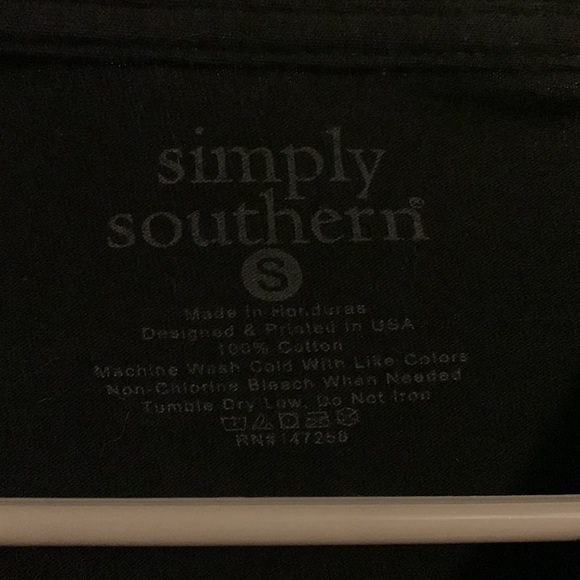 simply
southern®
S
Made in Honduras
Designed & Printed in USA
100% Cotton
Machine Wash Cold With Like Colors
Non-Chlorine Bleach When Needed
Tumble Dry Low, Do Not Iron
RN#147258